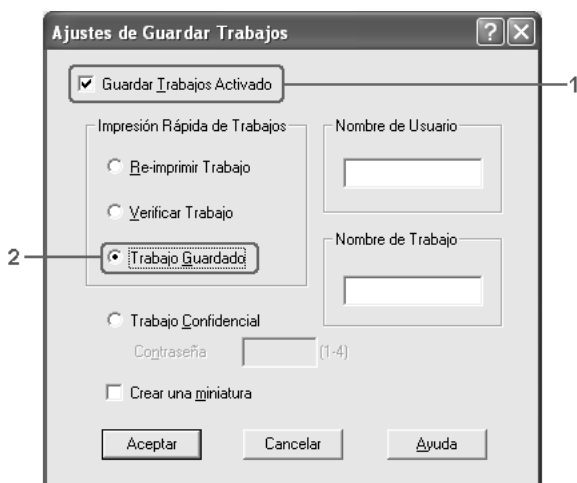 Ajustes de Guardar Trabajos
Guardar Trabajos Activado
1
Impresión Rápida de Trabajos
Re-imprimir Trabajo
Verificar Trabajo
2
Trabajo Guardado
Nombre de Usuario
Nombre de Trabajo
Trabajo Confidencial
Contraseña (1-4)
Crear una miniatura
Aceptar Cancelar Ayuda